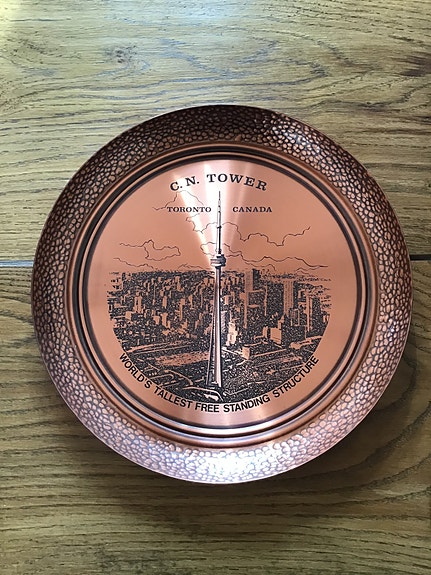 C. N. TOWER
TORONTO CANADA
WORLD'S TALLEST FREE STANDING STRUCTURE